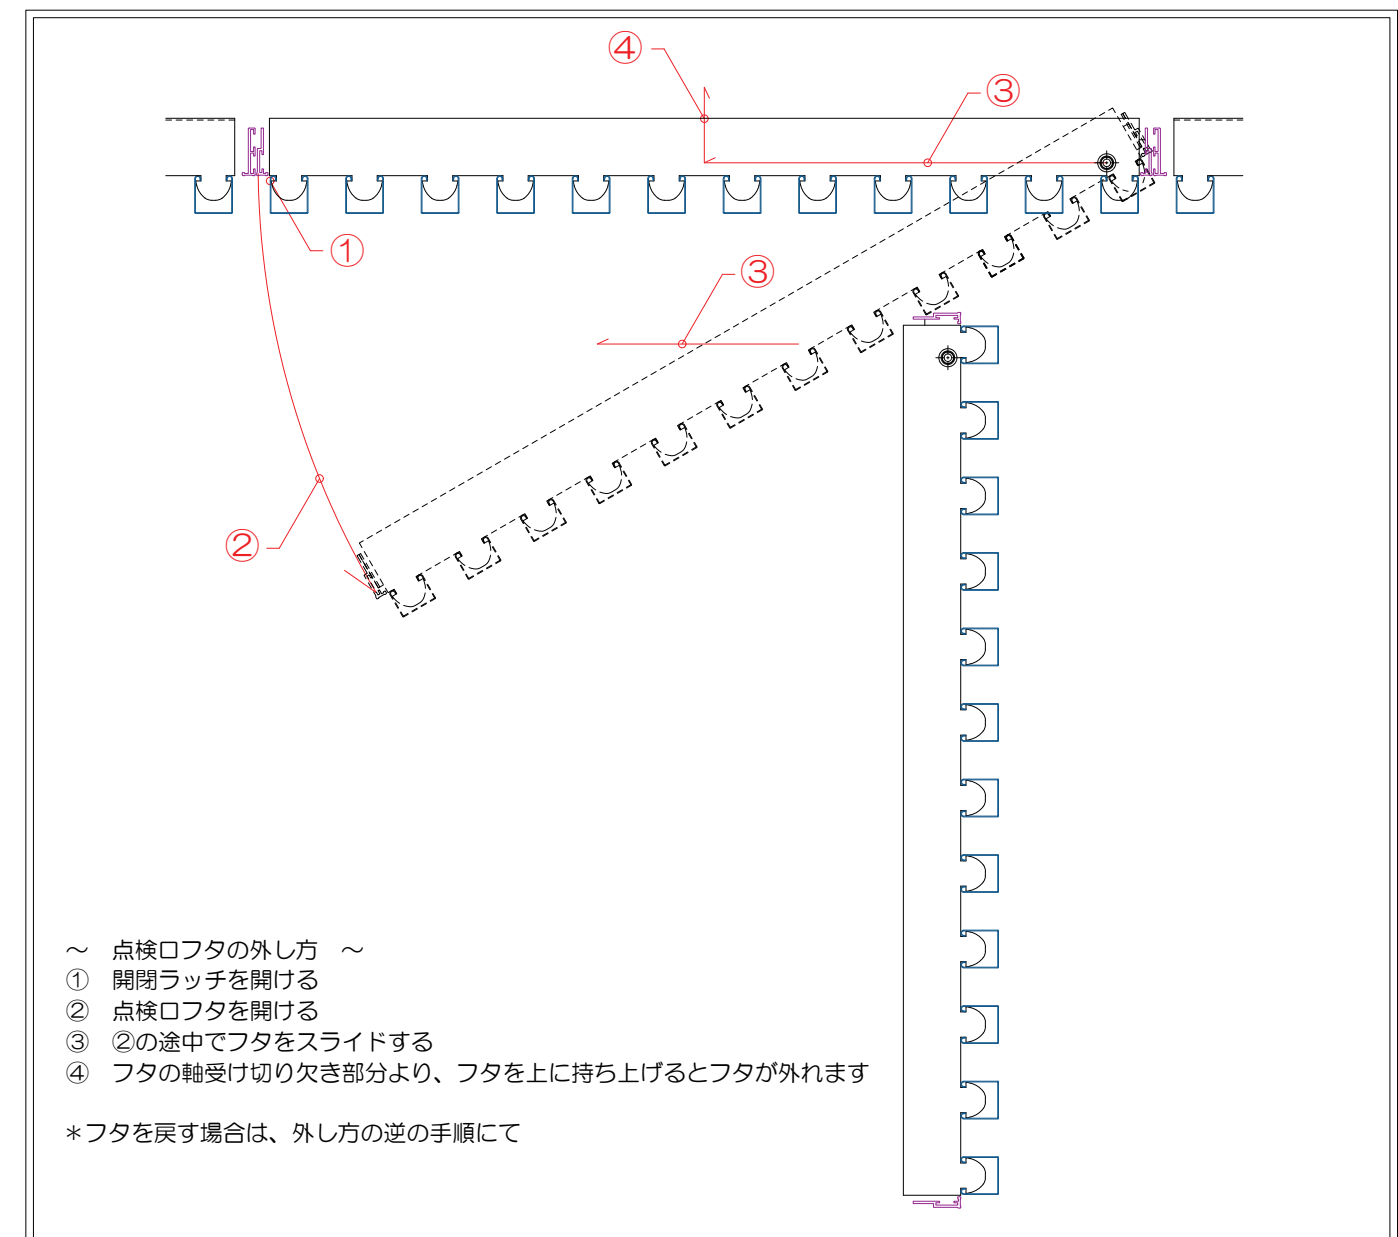 ④
③
①
③
②
～ 点検口フタの外し方 ～
① 開閉ラッチを開ける
② 点検口フタを開ける
③ ②の途中でフタをスライドする
④ フタの軸受け切り欠き部分より、フタを上に持ち上げるとフタが外れます
＊フタを戻す場合は、外し方の逆の手順にて